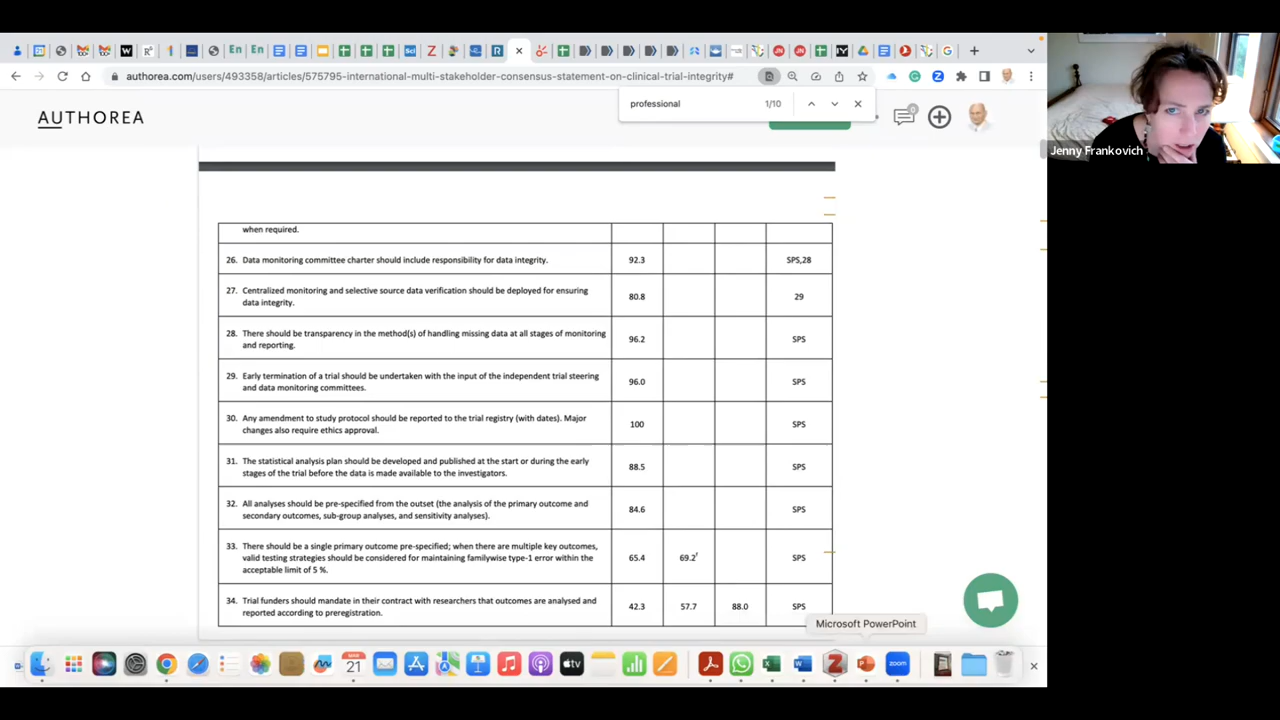 authorea.com/users/493358/articles/575795-international-multi-stakeholder-consensus-statement-on-clinical-trial-integrity#
professional 1/10
AUTHOREA
0
Jenny Frankovich
when required.
26. Data monitoring committee charter should include responsibility for data integrity. 92.3 SPS,28
27. Centralized monitoring and selective source data verification should be deployed for ensuring
data integrity. 80.8 29
28. There should be transparency in the method(s) of handling missing data at all stages of monitoring
and reporting. 96.2 SPS
29. Early termination of a trial should be undertaken with the input of the independent trial steering
and data monitoring committees. 96.0 SPS
30. Any amendment to study protocol should be reported to the trial registry (with dates). Major
changes also require ethics approval. 100 SPS
31. The statistical analysis plan should be developed and published at the start or during the early
stages of the trial before the data is made available to the investigators. 88.5 SPS
32. All analyses should be pre-specified from the outset (the analysis of the primary outcome and
secondary outcomes, sub-group analyses, and sensitivity analyses). 84.6 SPS
33. There should be a single primary outcome pre-specified; when there are multiple key outcomes,
valid testing strategies should be considered for maintaining familywise type-1 error within the
acceptable limit of 5 %. 65.4 69.2 SPS
34. Trial funders should mandate in their contract with researchers that outcomes are analysed and
reported according to preregistration. 42.3 57.7 88.0 SPS
Microsoft PowerPoint
21
tv
zoom